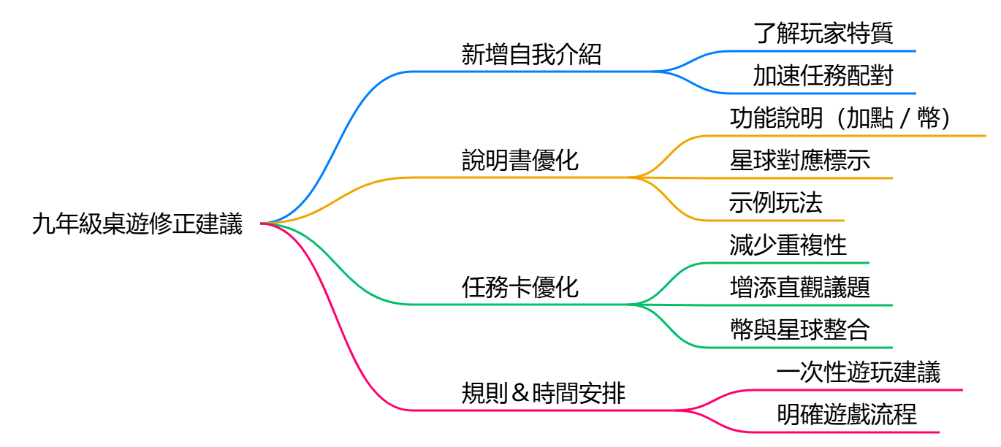 九年級桌遊修正建議
新增自我介紹
了解玩家特質
加速任務配對
說明書優化
功能說明（加點 / 幣）
星球對應標示
示例玩法
任務卡優化
減少重複性
增添直觀議題
幣與星球整合
規則＆時間安排
一次性遊玩建議
明確遊戲流程